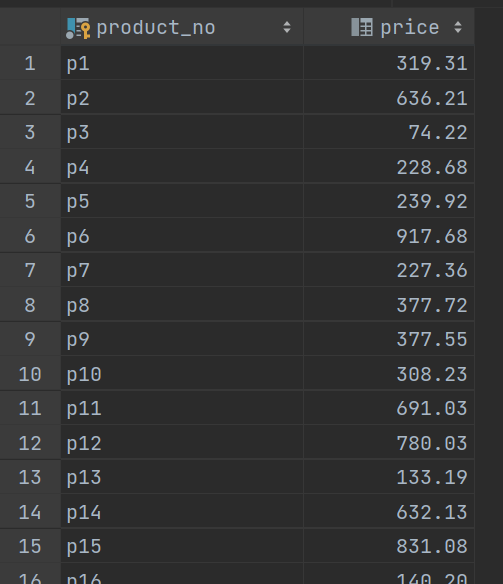 product_no price
1 p1 319.31
2 p2 636.21
3 p3 74.22
4 p4 228.68
5 p5 239.92
6 p6 917.68
7 p7 227.36
8 p8 377.72
9 p9 377.55
10 p10 308.23
11 p11 691.03
12 p12 780.03
13 p13 133.19
14 p14 632.13
15 p15 831.08
16 p16 140.20